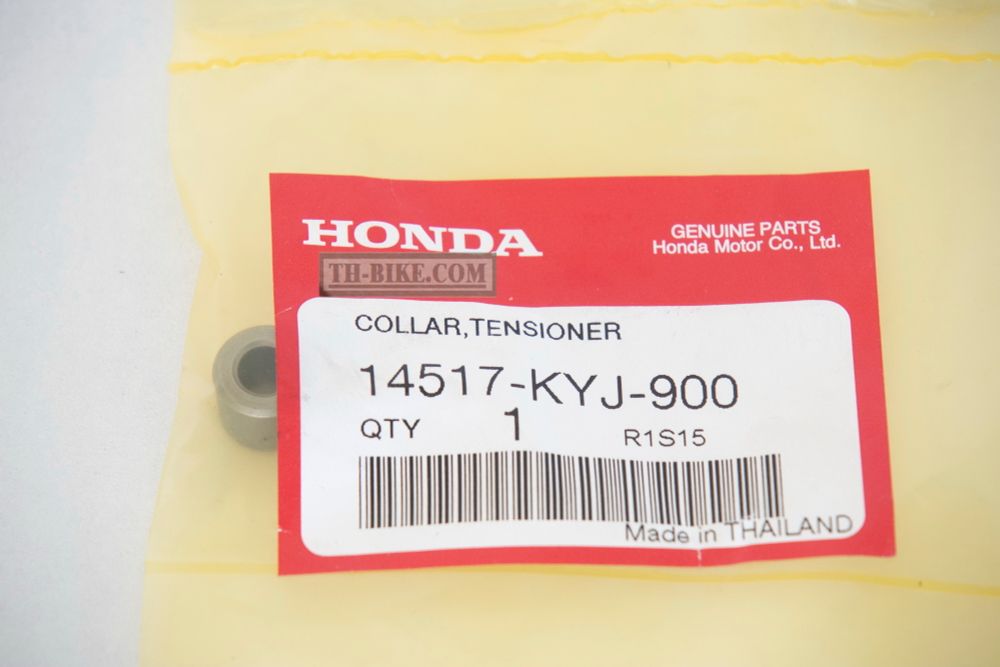 HONDA
GENUINE PARTS
Honda Motor Co., Ltd.
TH-BIKE.COM
COLLAR,TENSIONER
14517-KYJ-900
QTY 1 R1S15
Made in THAILAND